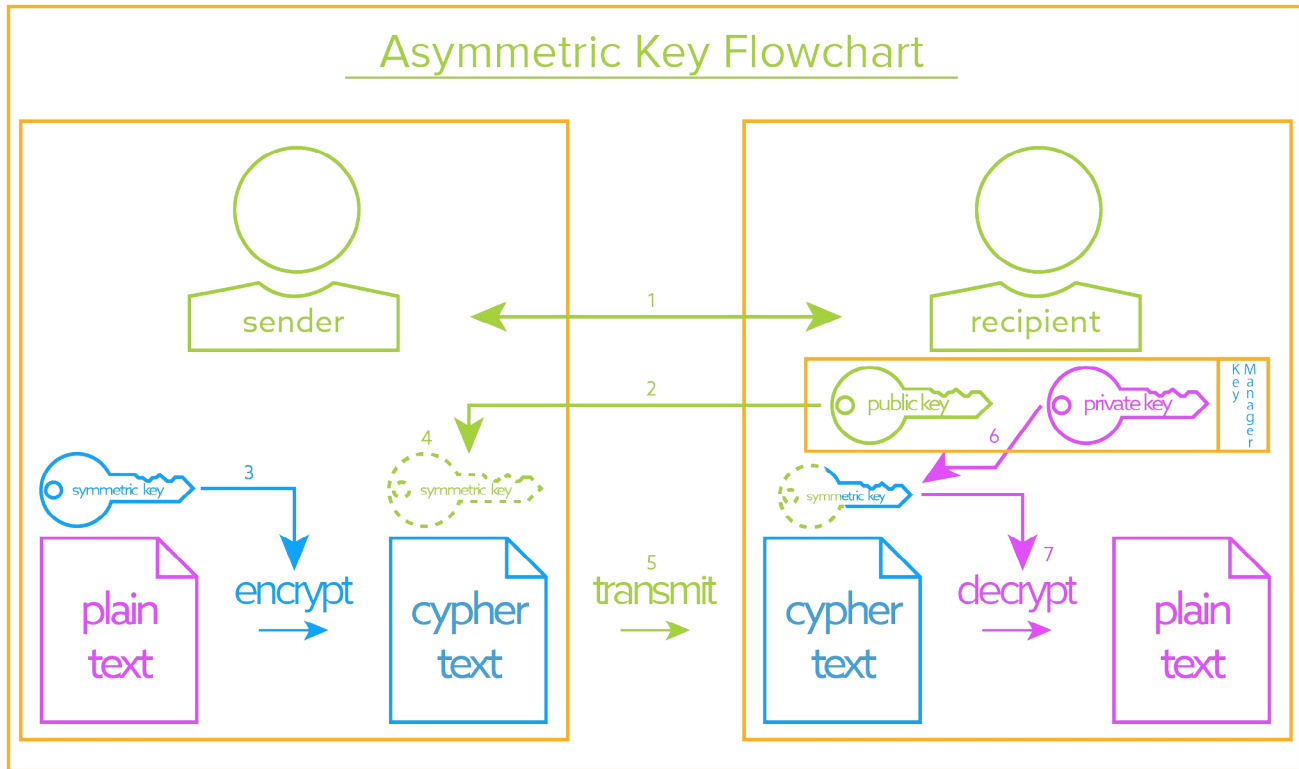 Asymmetric Key Flowchart
sender
1
recipient
2
public key
private key
Key
Manager
6
4
3
symmetric key
symmetric key
symmetric key
plain
text
encrypt
cypher
text
5
transmit
cypher
text
7
decrypt
plain
text